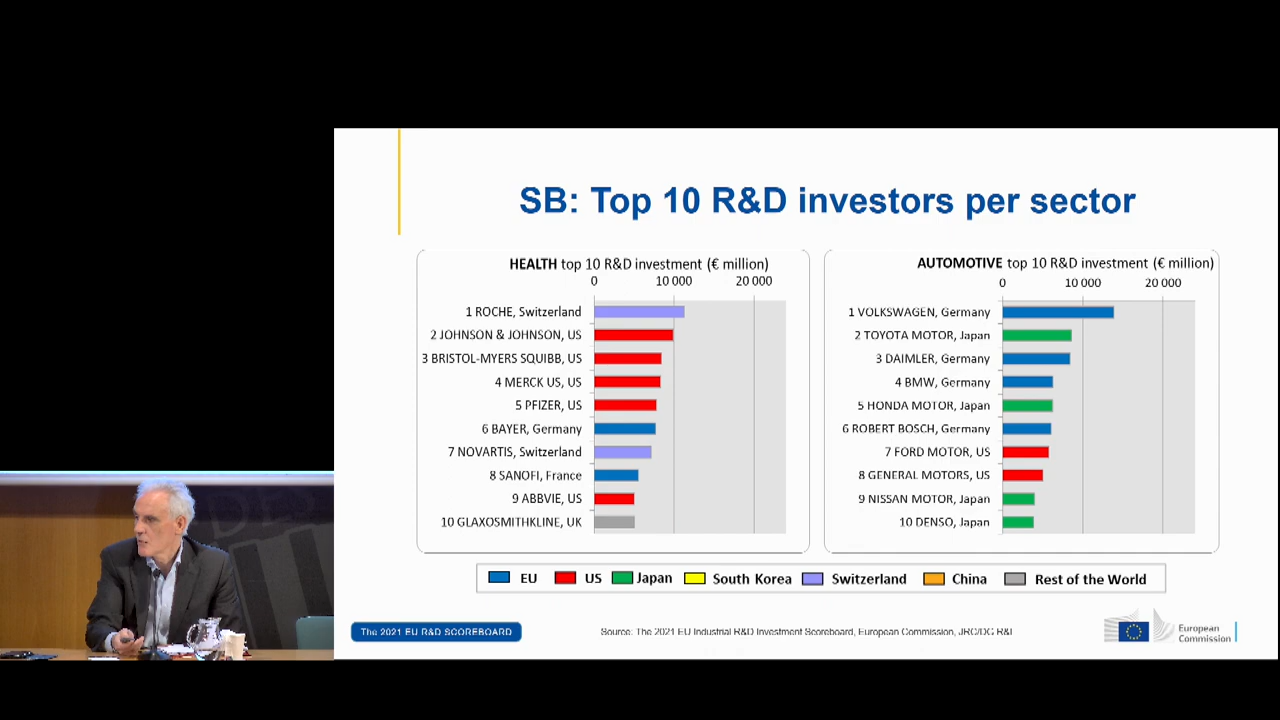 SB: Top 10 R&D investors per sector
HEALTH top 10 R&D investment (€ million)
0 10 000 20 000
1 ROCHE, Switzerland
2 JOHNSON & JOHNSON, US
3 BRISTOL-MYERS SQUIBB, US
4 MERCK US, US
5 PFIZER, US
6 BAYER, Germany
7 NOVARTIS, Switzerland
8 SANOFI, France
9 ABBVIE, US
10 GLAXOSMITHKLINE, UK
AUTOMOTIVE top 10 R&D investment (€ million)
0 10 000 20 000
1 VOLKSWAGEN, Germany
2 TOYOTA MOTOR, Japan
3 DAIMLER, Germany
4 BMW, Germany
5 HONDA MOTOR, Japan
6 ROBERT BOSCH, Germany
7 FORD MOTOR, US
8 GENERAL MOTORS, US
9 NISSAN MOTOR, Japan
10 DENSO, Japan
EU US Japan South Korea Switzerland China Rest of the World
The 2021 EU R&D SCOREBOARD
Source: The 2021 EU Industrial R&D Investment Scoreboard, European Commission, JRC/DG R&I
European
Commission